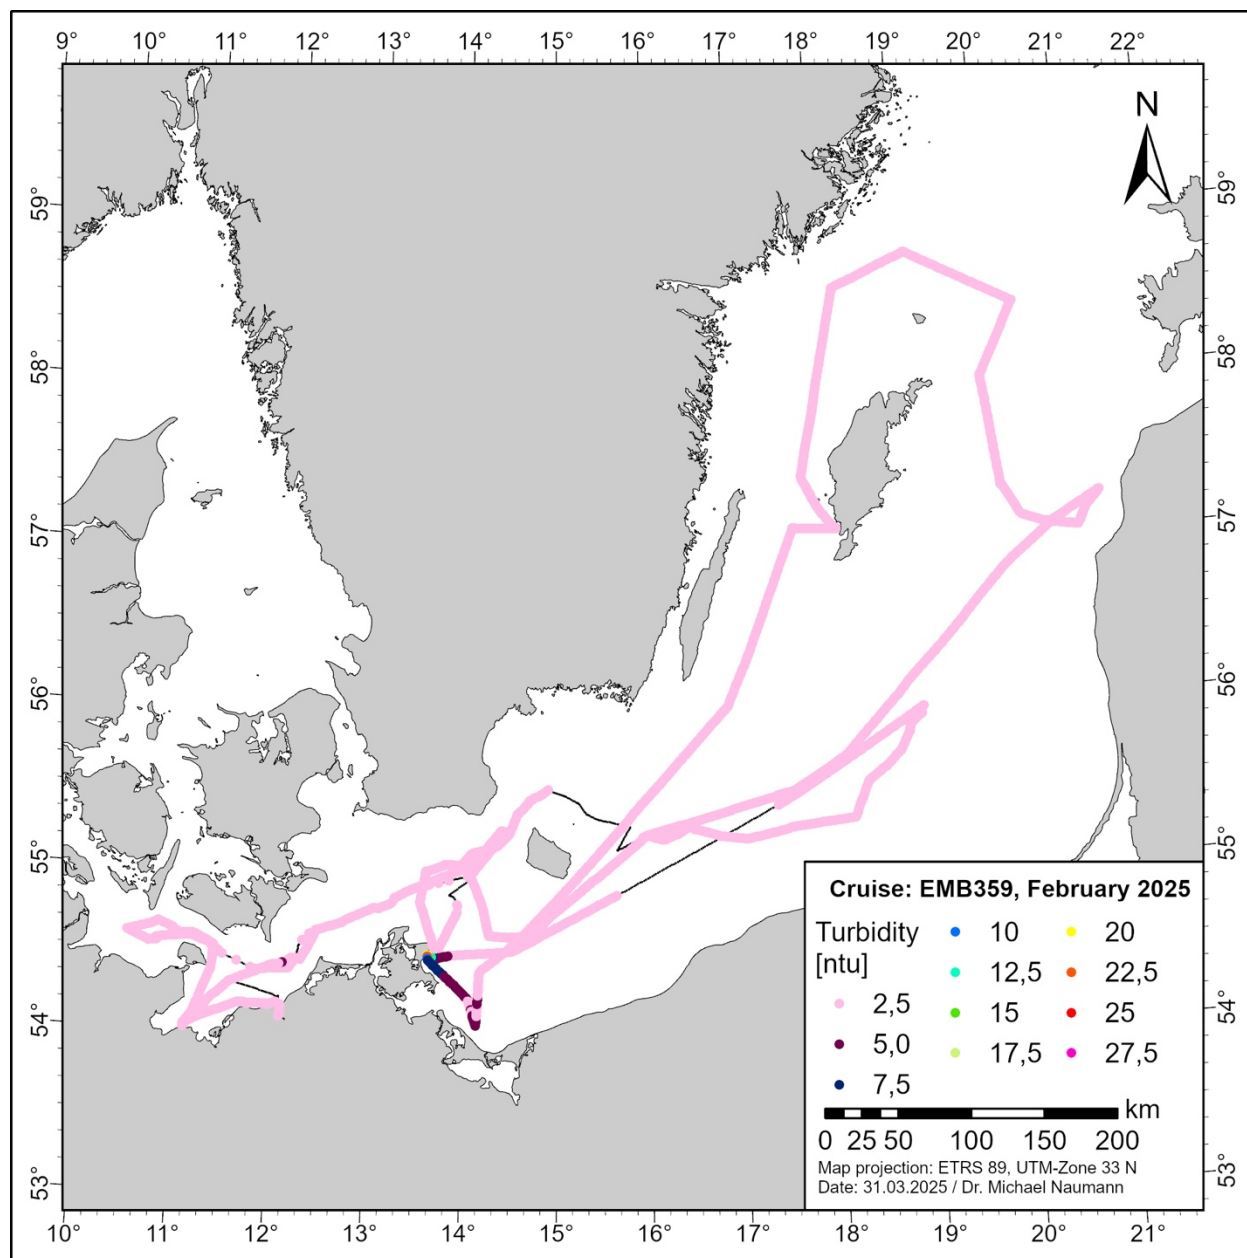 9° 10° 11° 12° 13° 14° 15° 16° 17° 18° 19° 20° 21° 22°
N
59° 59°
58° 58°
57° 57°
56° 56°
55° 55°
54° 54°
53° 53°
Cruise: EMB359, February 2025
Turbidity
[ntu]
2,5
5,0
7,5
10
12,5
15
17,5
20
22,5
25
27,5
km
0 25 50 100 150 200
Map projection: ETRS 89, UTM-Zone 33 N
Date: 31.03.2025 / Dr. Michael Naumann
10° 11° 12° 13° 14° 15° 16° 17° 18° 19° 20° 21°